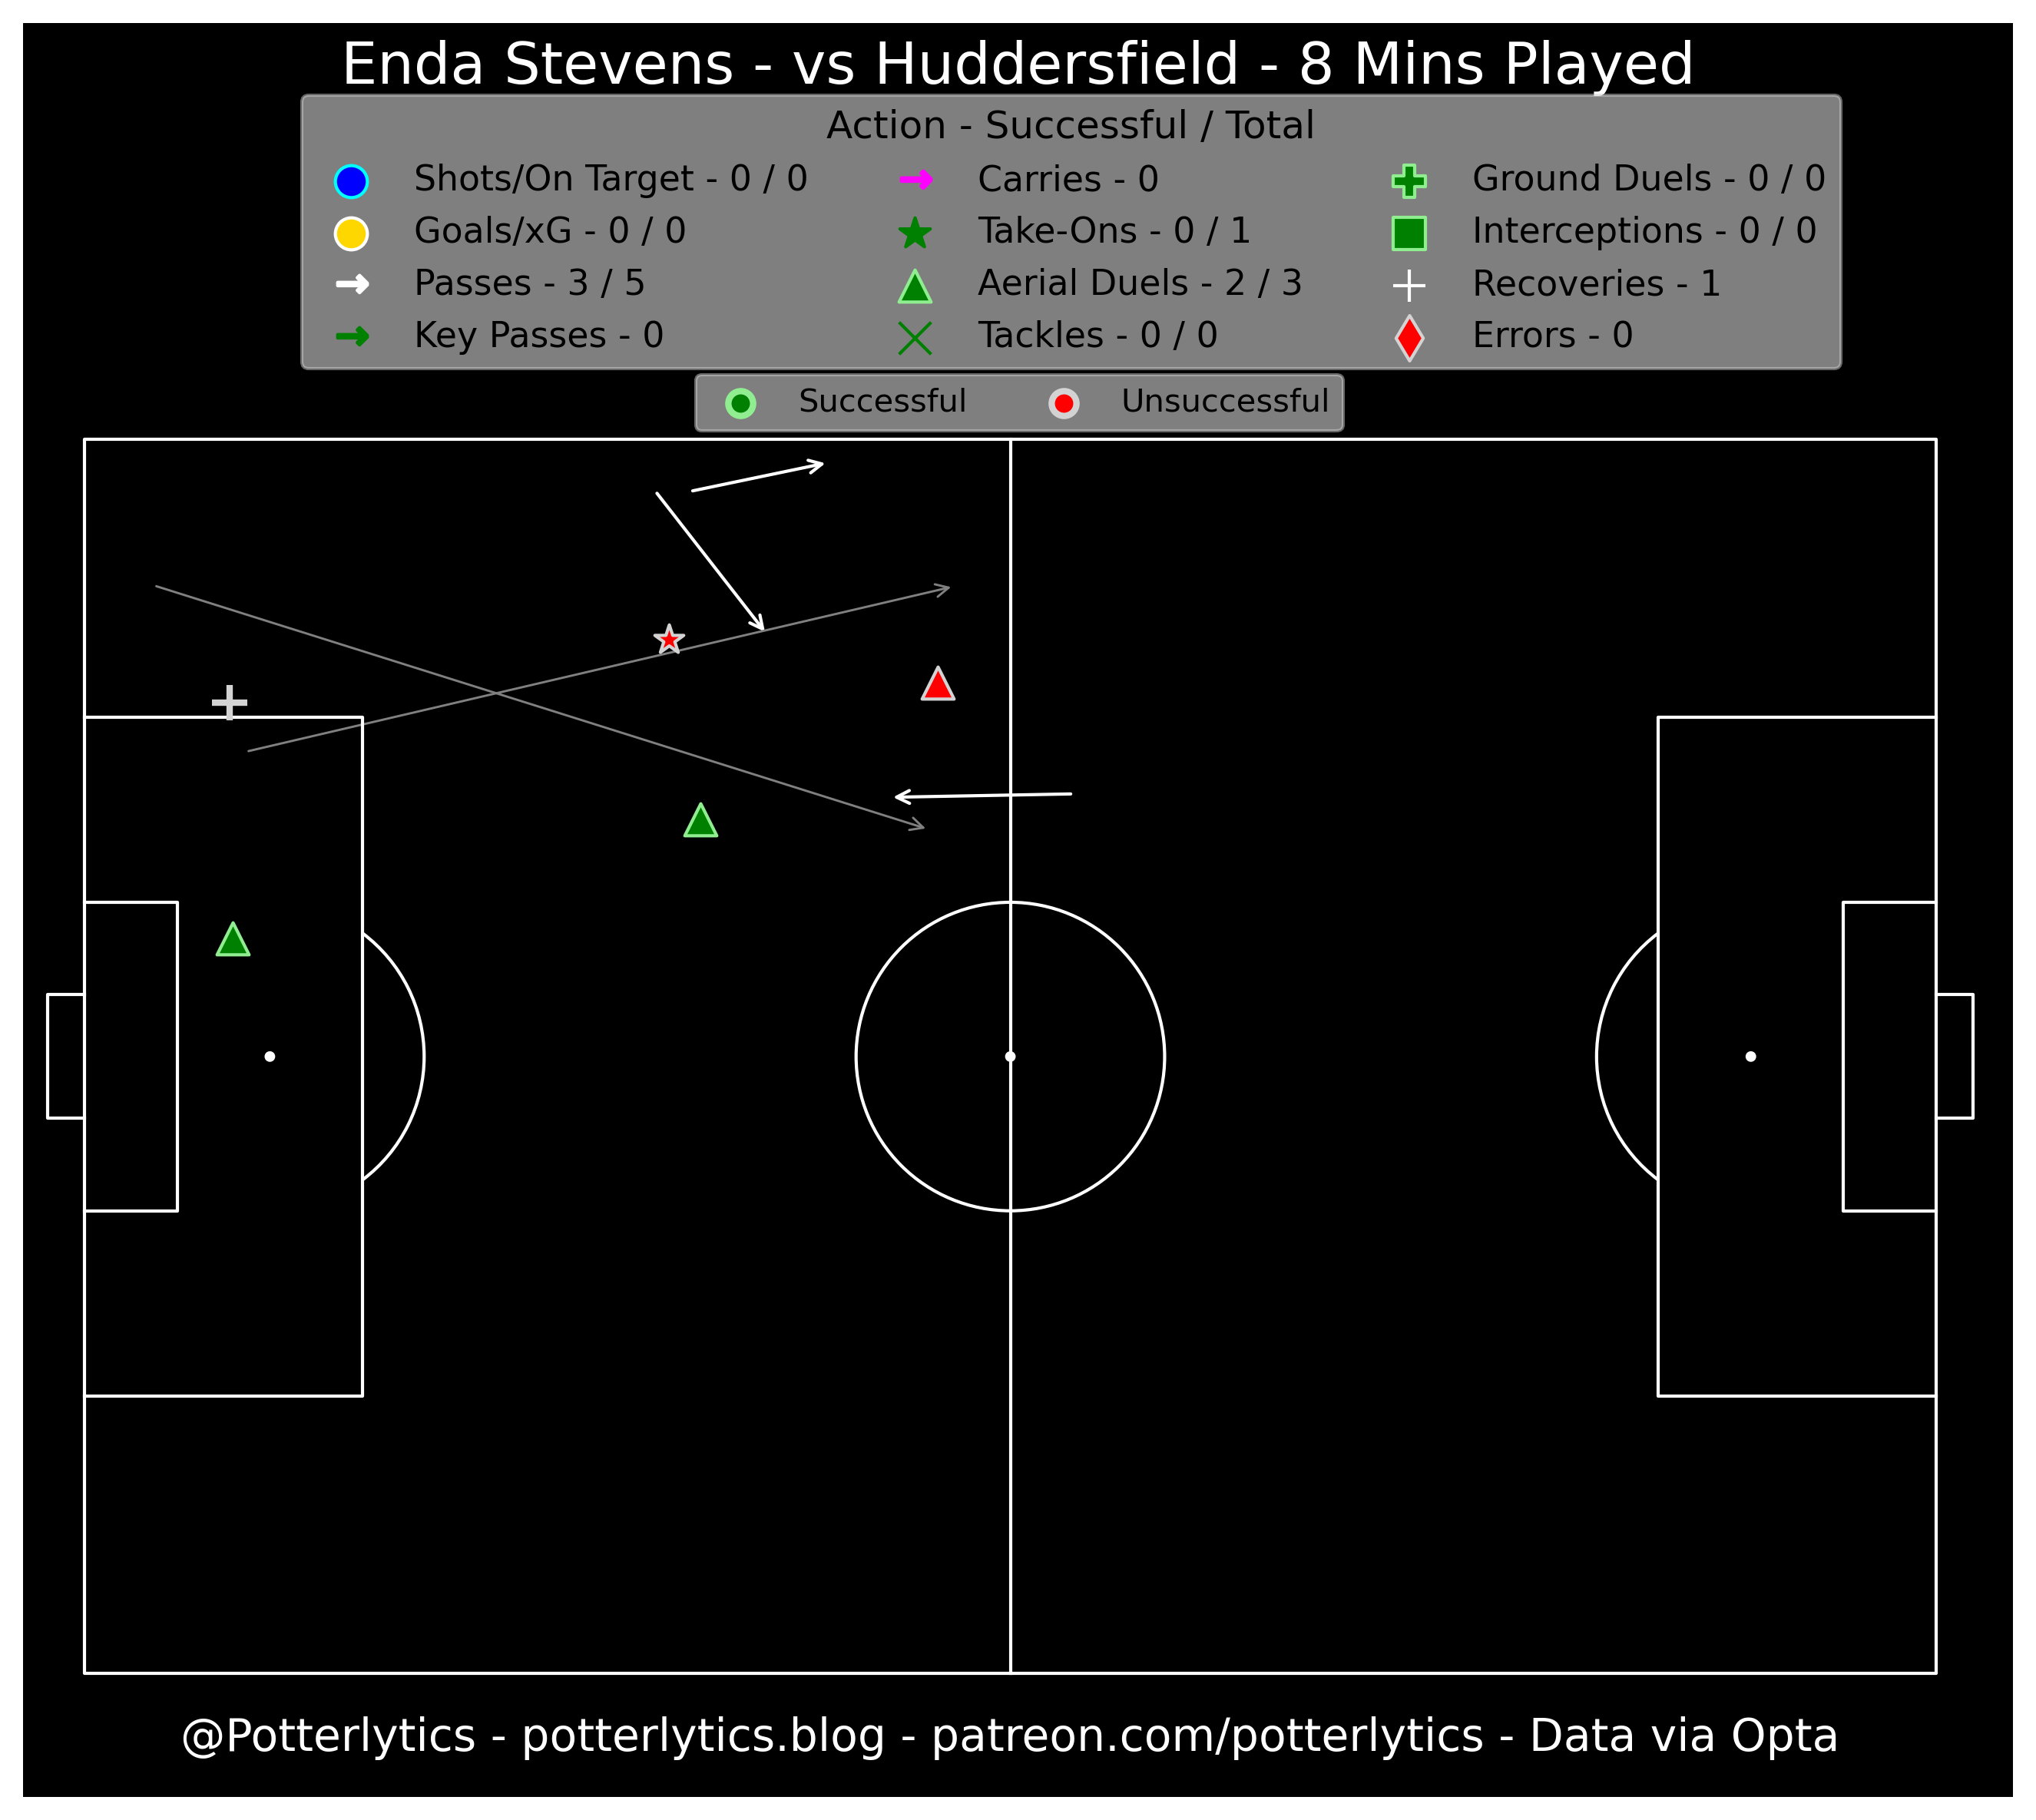 Enda Stevens - vs Huddersfield - 8 Mins Played
Action - Successful / Total
Shots/On Target - 0 / 0
Goals/xG - 0 / 0
Passes - 3 / 5
Key Passes - 0
Carries - 0
Take-Ons - 0 / 1
Aerial Duels - 2 / 3
Tackles - 0 / 0
Ground Duels - 0 / 0
Interceptions - 0 / 0
Recoveries - 1
Errors - 0
Successful
Unsuccessful
@Potterlytics - potterlytics.blog - patreon.com/potterlytics - Data via Opta